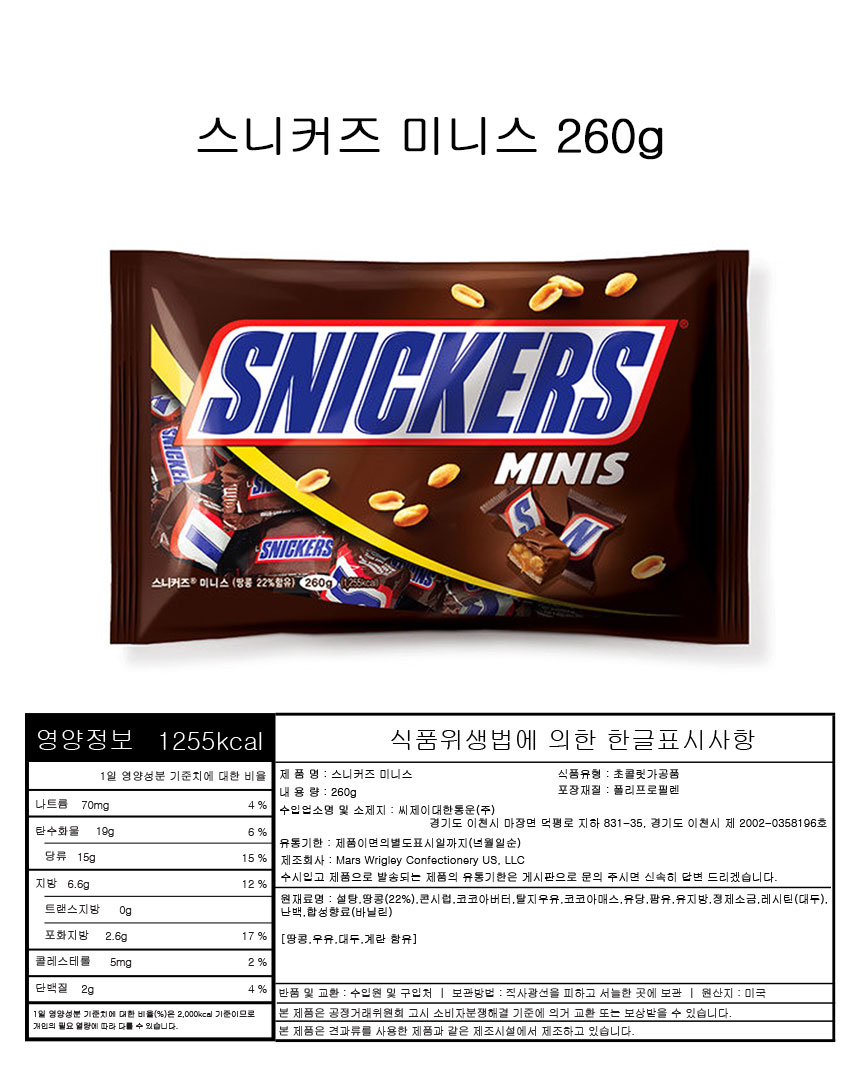 스니커즈 미니스 260g
SNICKERS®
MINIS
SNICKERS
S N
SNICKERS
스니커즈® 미니스 (땅콩 22%함유) 260g (1,255kcal)
영양정보 1255kcal
1일 영양성분 기준치에 대한 비율
나트륨 70mg 4 %
탄수화물 19g 6 %
당류 15g 15 %
지방 6.6g 12 %
트랜스지방 0g
포화지방 2.6g 17 %
콜레스테롤 5mg 2 %
단백질 2g 4 %
1일 영양성분 기준치에 대한 비율(%)은 2,000kcal 기준이므로
개인의 필요 열량에 따라 다를 수 있습니다.
식품위생법에 의한 한글표시사항
제 품 명 : 스니커즈 미니스 식품유형 : 초콜릿가공품
내 용 량 : 260g 포장재질 : 폴리프로필렌
수입업소명 및 소제지 : 씨제이대한통운(주)
경기도 이천시 마장면 덕평로 지하 831-35, 경기도 이천시 제 2002-0358196호
유통기한 : 제품이면의별도표시일까지(년월일순)
제조회사 : Mars Wrigley Confectionery US, LLC
수시입고 제품으로 발송되는 제품의 유통기한은 게시판으로 문의 주시면 신속히 답변 드리겠습니다.
원재료명 : 설탕,땅콩(22%),콘시럽,코코아버터,탈지우유,코코아매스,유당,팜유,유지방,정제소금,레시틴(대두),
난백,합성향료(바닐린)
[땅콩,우유,대두,계란 함유]
반품 및 교환 : 수입원 및 구입처 | 보관방법 : 직사광선을 피하고 서늘한 곳에 보관 | 원산지 : 미국
본 제품은 공정거래위원회 고시 소비자분쟁해결 기준에 의거 교환 또는 보상받을 수 있습니다.
본 제품은 견과류를 사용한 제품과 같은 제조시설에서 제조하고 있습니다.